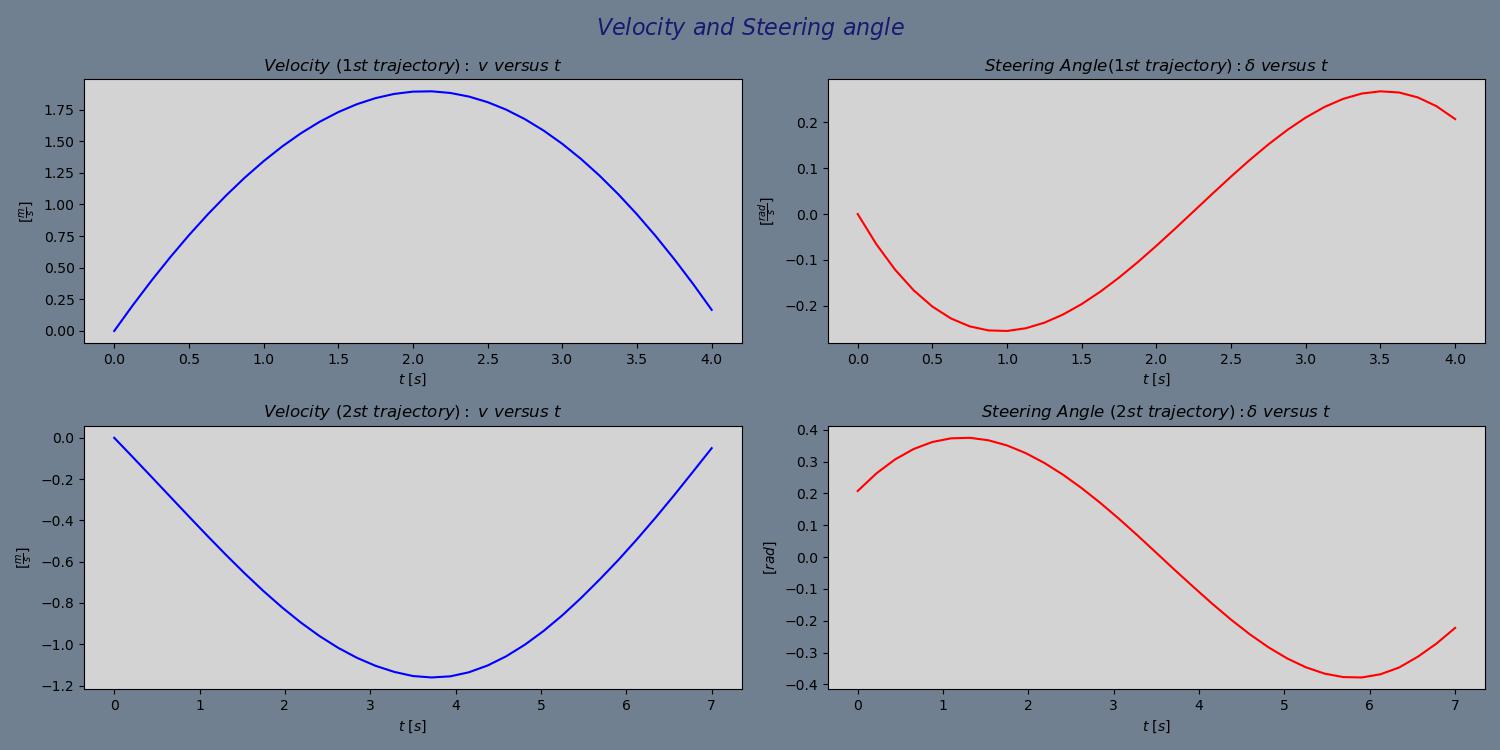 Velocity and Steering angle
Velocity (1st trajectory): v versus t
1.75
1.50
1.25
1.00
0.75
0.50
0.25
0.00
[m/s]
0.0 0.5 1.0 1.5 2.0 2.5 3.0 3.5 4.0
t [s]
Steering Angle(1st trajectory):δ versus t
0.2
0.1
0.0
−0.1
−0.2
[rad/s]
0.0 0.5 1.0 1.5 2.0 2.5 3.0 3.5 4.0
t [s]
Velocity (2st trajectory): v versus t
0.0
−0.2
−0.4
−0.6
−0.8
−1.0
−1.2
[m/s]
0 1 2 3 4 5 6 7
t [s]
Steering Angle (2st trajectory):δ versus t
0.4
0.3
0.2
0.1
0.0
−0.1
−0.2
−0.3
−0.4
[rad]
0 1 2 3 4 5 6 7
t [s]